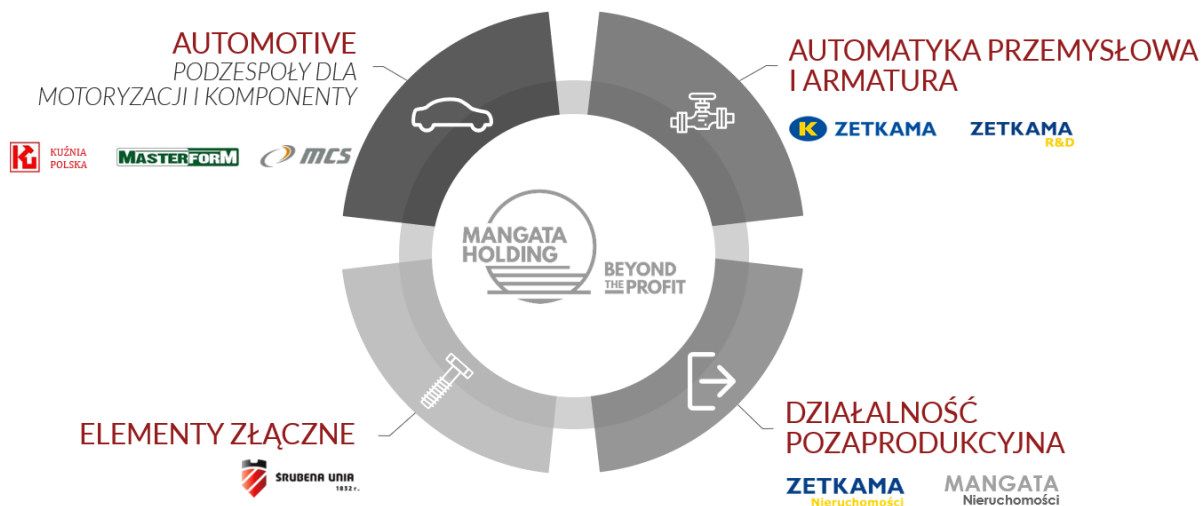 AUTOMOTIVE
PODZESPOŁY DLA
MOTORYZACJI I KOMPONENTY
KUŹNIA
POLSKA
MASTERFORM
MCS
AUTOMATYKA PRZEMYSŁOWA
I ARMATURA
K ZETKAMA
ZETKAMA
R&D
MANGATA
HOLDING
BEYOND
THE PROFIT
ELEMENTY ZŁĄCZNE
ŚRUBENA UNIA
1832 r.
DZIAŁALNOŚĆ
POZAPRODUKCYJNA
ZETKAMA
Nieruchomości
MANGATA
Nieruchomości